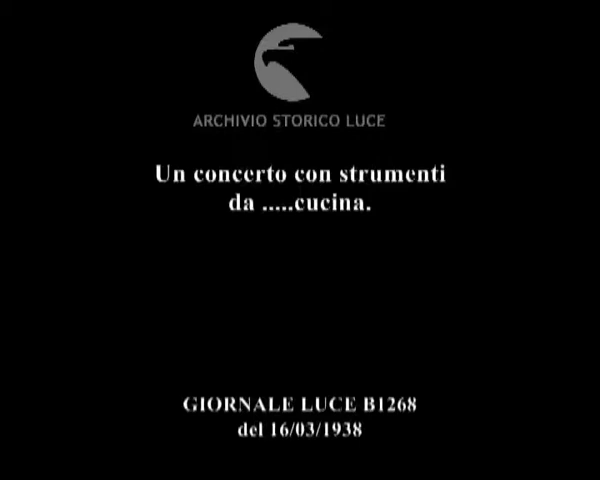 ARCHIVIO STORICO LUCE
Un concerto con strumenti
da .....cucina.
GIORNALE LUCE B1268
del 16/03/1938